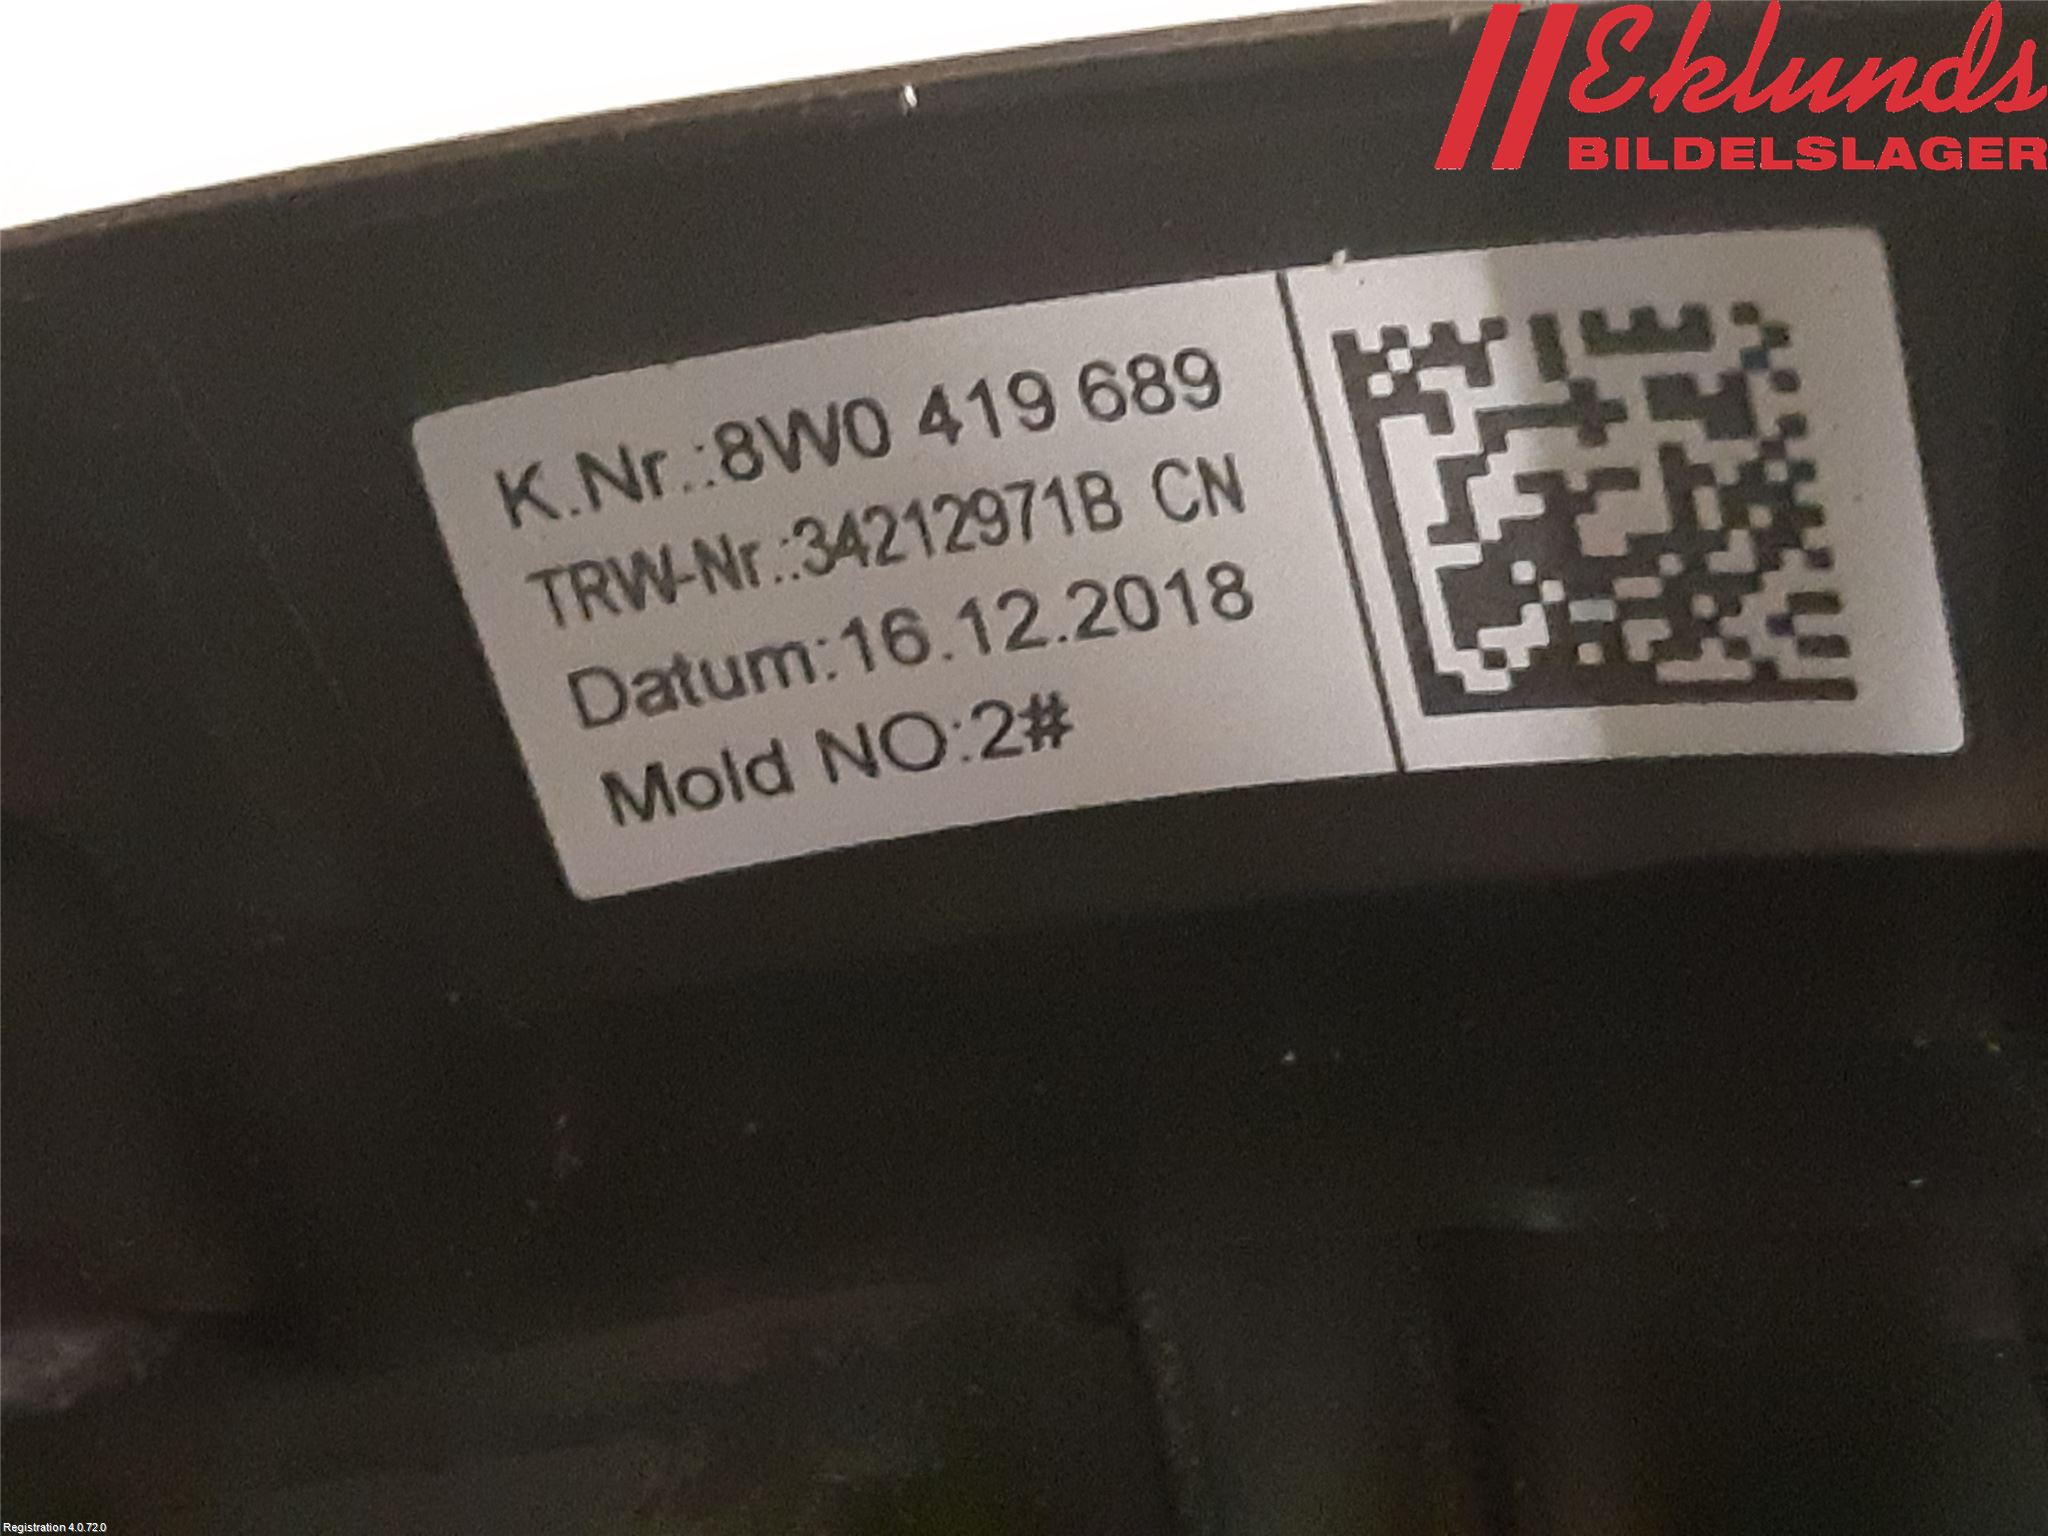 Eklunds
BILDELSLAGER
K.Nr.:8W0 419 689
TRW-Nr.:34212971B CN
Datum:16.12.2018
Mold NO:2#
Registration 4.0.72.0